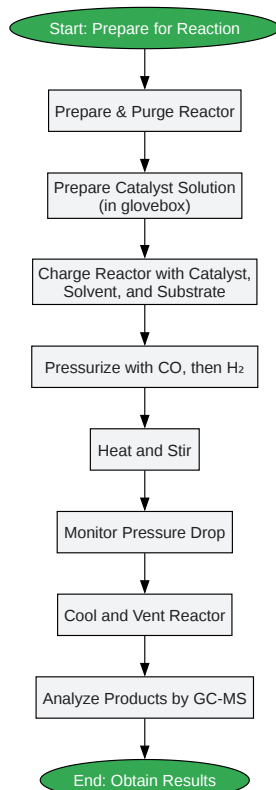 Start: Prepare for Reaction
Prepare & Purge Reactor
Prepare Catalyst Solution
(in glovebox)
Charge Reactor with Catalyst,
Solvent, and Substrate
Pressurize with CO, then H₂
Heat and Stir
Monitor Pressure Drop
Cool and Vent Reactor
Analyze Products by GC-MS
End: Obtain Results